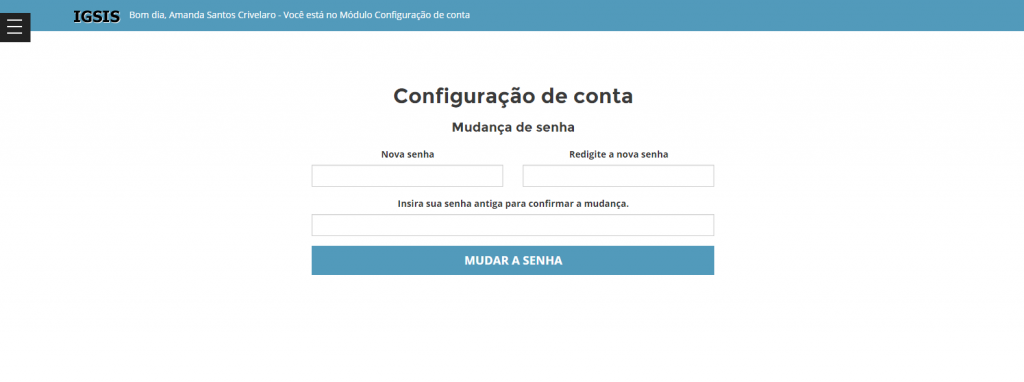 IGSIS Bom dia, Amanda Santos Crivelaro - Você está no Módulo Configuração de conta
Configuração de conta
Mudança de senha
Nova senha Redigite a nova senha
Insira sua senha antiga para confirmar a mudança.
MUDAR A SENHA